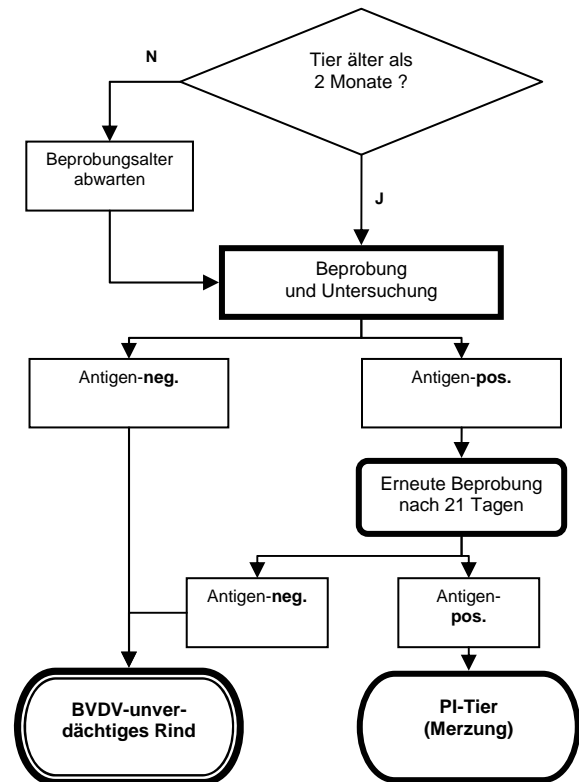 N
Tier älter als
2 Monate ?
Beprobungsalter
abwarten
J
Beprobung
und Untersuchung
Antigen-neg.
Antigen-pos.
Erneute Beprobung
nach 21 Tagen
Antigen-neg.
Antigen-
pos.
BVDV-unver-
dächtiges Rind
PI-Tier
(Merzung)